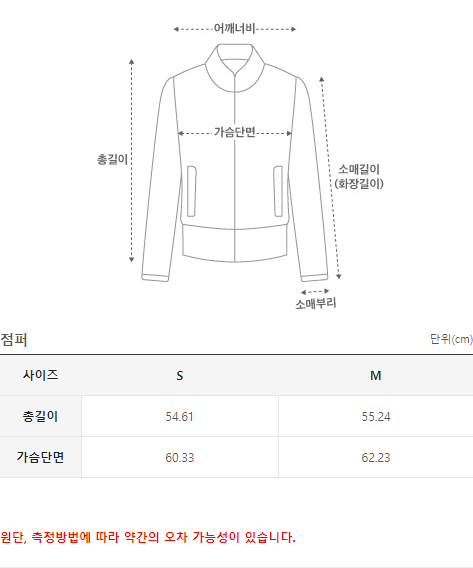 어깨너비
가슴단면
총길이
소매길이
(화장길이)
소매부리
점퍼 단위(cm)
사이즈 S M
총길이 54.61 55.24
가슴단면 60.33 62.23
원단, 측정방법에 따라 약간의 오차 가능성이 있습니다.